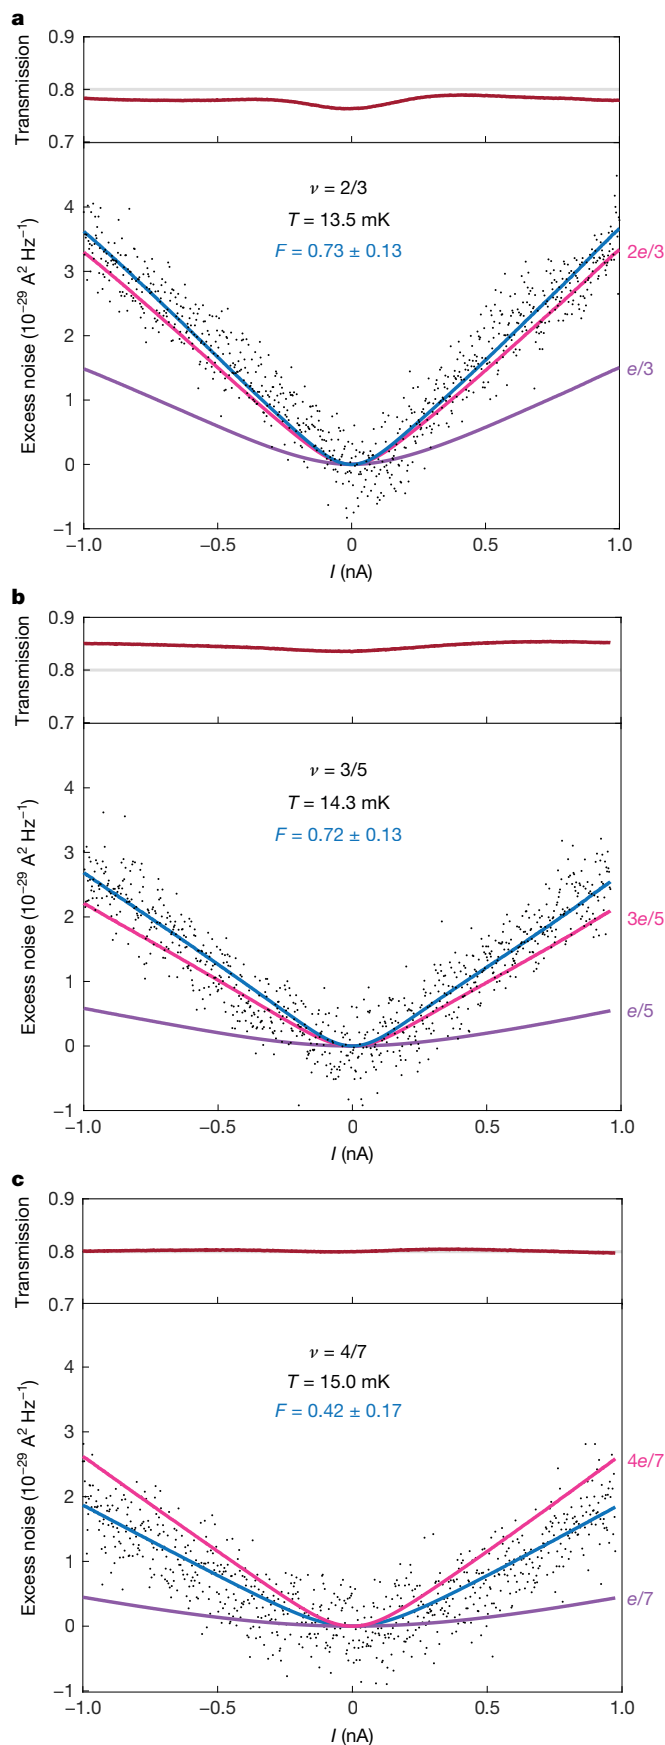 a
0.9
0.8
0.7
Transmission
ν = 2/3
T = 13.5 mK
F = 0.73 ± 0.13
4
3
2
1
0
−1
Excess noise (10⁻²⁹ A² Hz⁻¹)
2e/3
e/3
−1.0 −0.5 0 0.5 1.0
I (nA)
b
0.9
0.8
0.7
Transmission
ν = 3/5
T = 14.3 mK
F = 0.72 ± 0.13
4
3
2
1
0
−1
Excess noise (10⁻²⁹ A² Hz⁻¹)
3e/5
e/5
−1.0 −0.5 0 0.5 1.0
I (nA)
c
0.9
0.8
0.7
Transmission
ν = 4/7
T = 15.0 mK
F = 0.42 ± 0.17
4
3
2
1
0
−1
Excess noise (10⁻²⁹ A² Hz⁻¹)
4e/7
e/7
−1.0 −0.5 0 0.5 1.0
I (nA)